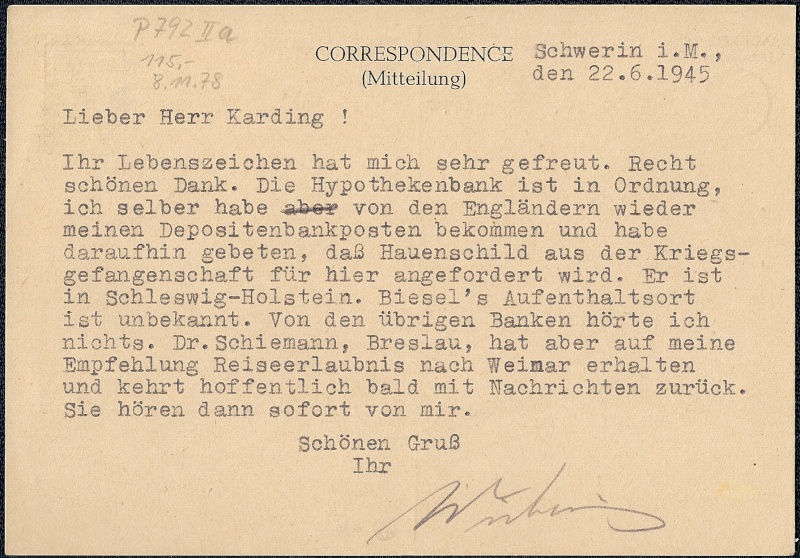 P792 II a
115,-
8.11.78
CORRESPONDENCE
(Mitteilung)
Schwerin i.M.,
den 22.6.1945
Lieber Herr Karding !
Ihr Lebenszeichen hat mich sehr gefreut. Recht
schönen Dank. Die Hypothekenbank ist in Ordnung,
ich selber habe aber von den Engländern wieder
meinen Depositenbankposten bekommen und habe
daraufhin gebeten, daß Hauenschild aus der Kriegs-
gefangenschaft für hier angefordert wird. Er ist
in Schleswig-Holstein. Biesel's Aufenthaltsort
ist unbekannt. Von den übrigen Banken hörte ich
nichts. Dr. Schiemann, Breslau, hat aber auf meine
Empfehlung Reiseerlaubnis nach Weimar erhalten
und kehrt hoffentlich bald mit Nachrichten zurück.
Sie hören dann sofort von mir.
Schönen Gruß
Ihr